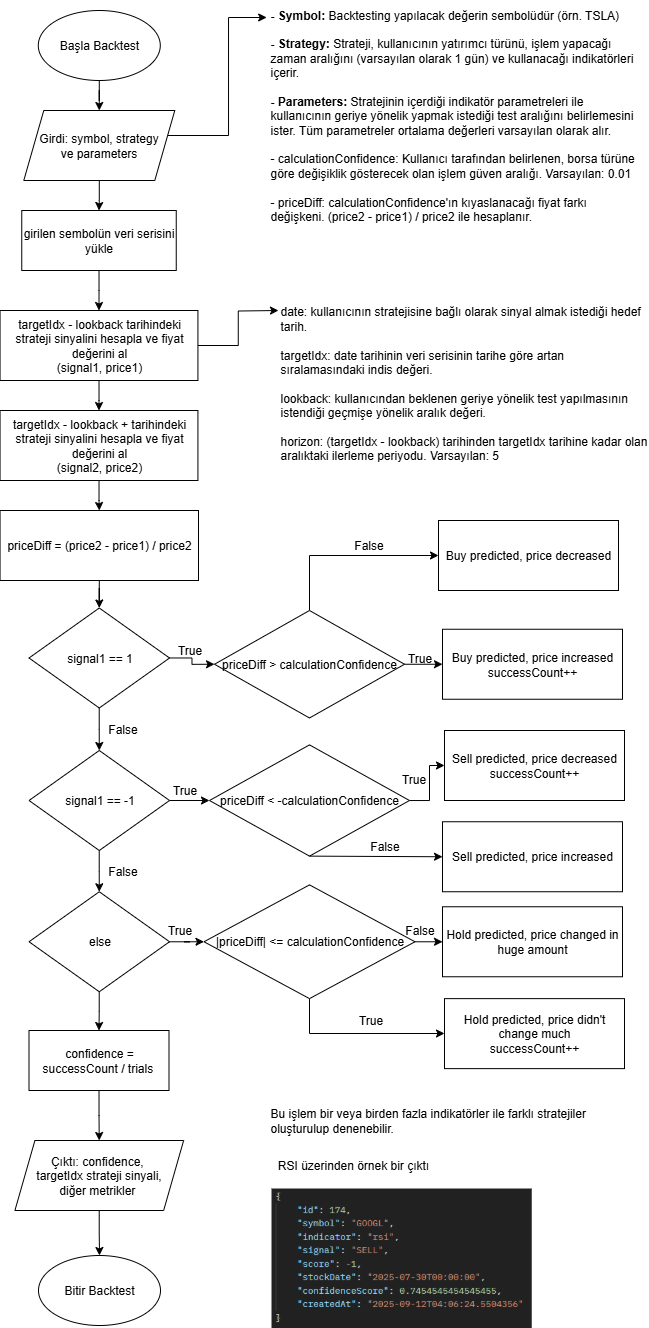 Başla Backtest
- Symbol: Backtesting yapılacak değerin sembolüdür (örn. TSLA)
- Strategy: Strateji, kullanıcının yatırımcı türünü, işlem yapacağı
zaman aralığını (varsayılan olarak 1 gün) ve kullanacağı indikatörleri
içerir.
- Parameters: Stratejinin içerdiği indikatör parametreleri ile
kullanıcının geriye yönelik yapmak istediği test aralığını belirlemesini
ister. Tüm parametreler ortalama değerleri varsayılan olarak alır.
- calculationConfidence: Kullanıcı tarafından belirlenen, borsa türüne
göre değişiklik gösterecek olan işlem güven aralığı. Varsayılan: 0.01
- priceDiff: calculationConfidence'ın kıyaslanacağı fiyat farkı
değişkeni. (price2 - price1) / price2 ile hesaplanır.
Girdi: symbol, strategy
ve parameters
girilen sembolün veri serisini
yükle
targetIdx - lookback tarihindeki
strateji sinyalini hesapla ve fiyat
değerini al
(signal1, price1)
date: kullanıcının stratejisine bağlı olarak sinyal almak istediği hedef
tarih.
targetIdx: date tarihinin veri serisinin tarihe göre artan
sıralamasındaki indis değeri.
lookback: kullanıcından beklenen geriye yönelik test yapılmasının
istendiği geçmişe yönelik aralık değeri.
horizon: (targetIdx - lookback) tarihinden targetIdx tarihine kadar olan
aralıktaki ilerleme periyodu. Varsayılan: 5
targetIdx - lookback + tarihindeki
strateji sinyalini hesapla ve fiyat
değerini al
(signal2, price2)
priceDiff = (price2 - price1) / price2
False
Buy predicted, price decreased
signal1 == 1
True
priceDiff > calculationConfidence
True
Buy predicted, price increased
successCount++
False
signal1 == -1
True
priceDiff < -calculationConfidence
True
Sell predicted, price decreased
successCount++
False
Sell predicted, price increased
False
else
True
|priceDiff| <= calculationConfidence
False
Hold predicted, price changed in
huge amount
True
Hold predicted, price didn't
change much
successCount++
confidence =
successCount / trials
Bu işlem bir veya birden fazla indikatörler ile farklı stratejiler
oluşturulup denenebilir.
Çıktı: confidence,
targetIdx strateji sinyali,
diğer metrikler
RSI üzerinden örnek bir çıktı
{
"id": 174,
"symbol": "GOOGL",
"indicator": "rsi",
"signal": "SELL",
"score": -1,
"stockDate": "2025-07-30T00:00:00",
"confidenceScore": 0.7454545454545455,
"createdAt": "2025-09-12T04:06:24.5504356"
}
Bitir Backtest